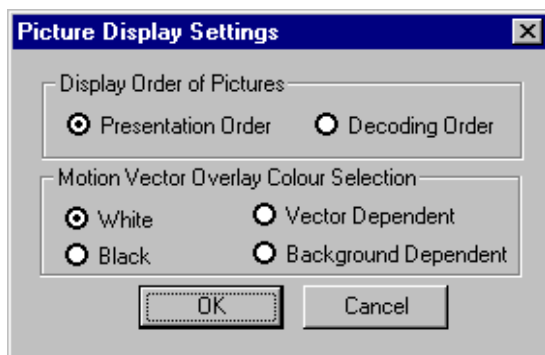 Picture Display Settings
Display Order of Pictures
Presentation Order Decoding Order
Motion Vector Overlay Colour Selection
White Vector Dependent
Black Background Dependent
OK Cancel